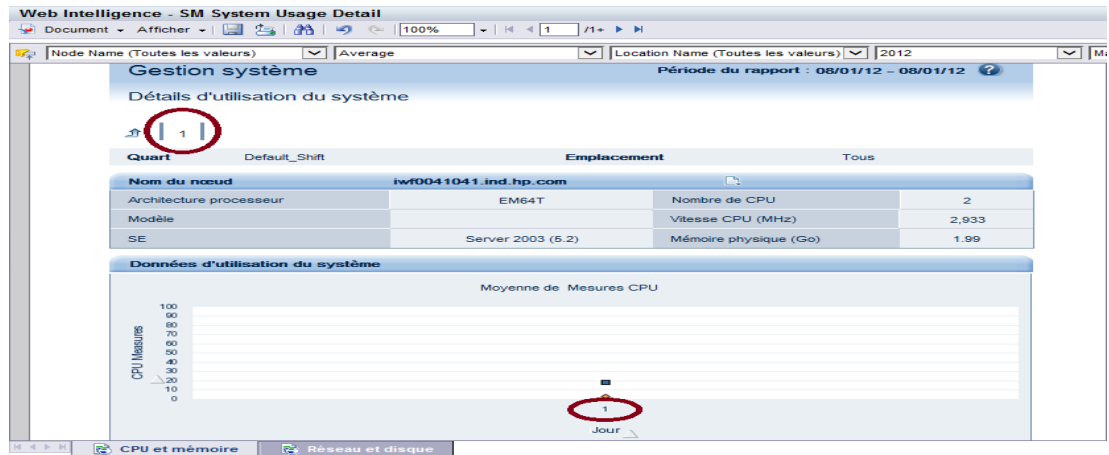 Web Intelligence - SM System Usage Detail
Document Afficher 100% 1 /1+
Node Name (Toutes les valeurs) Average Location Name (Toutes les valeurs) 2012
Gestion système Période du rapport : 08/01/12 – 08/01/12 ?
Détails d'utilisation du système
1
Quart Default_Shift Emplacement Tous
Nom du nœud iwf0041041.ind.hp.com
Architecture processeur EM64T Nombre de CPU 2
Modèle Vitesse CPU (MHz) 2,933
SE Server 2003 (5.2) Mémoire physique (Go) 1.99
Données d'utilisation du système
Moyenne de Mesures CPU
CPU Measures
100
90
80
70
60
50
40
30
20
10
0
1
Jour
CPU et mémoire Réseau et disque